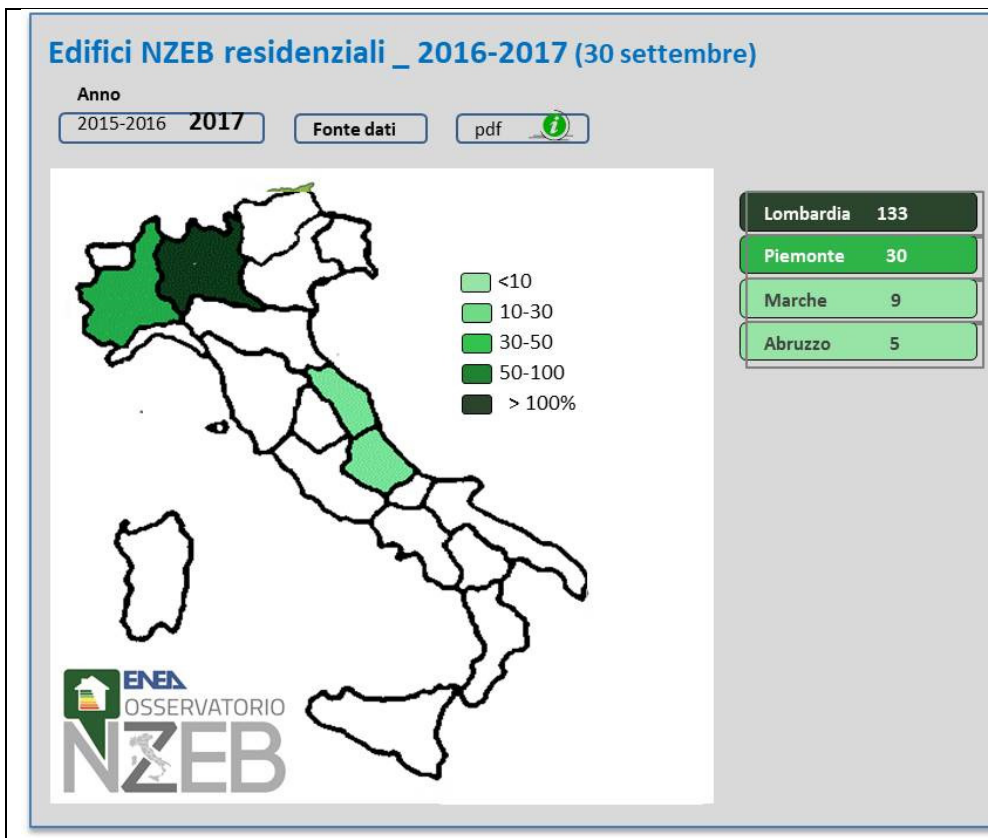 Edifici NZEB residenziali _ 2016-2017 (30 settembre)
Anno
2015-2016 2017
Fonte dati
pdf i
Lombardia 133
Piemonte 30
Marche 9
Abruzzo 5
<10
10-30
30-50
50-100
> 100%
ENEA
OSSERVATORIO
NZEB